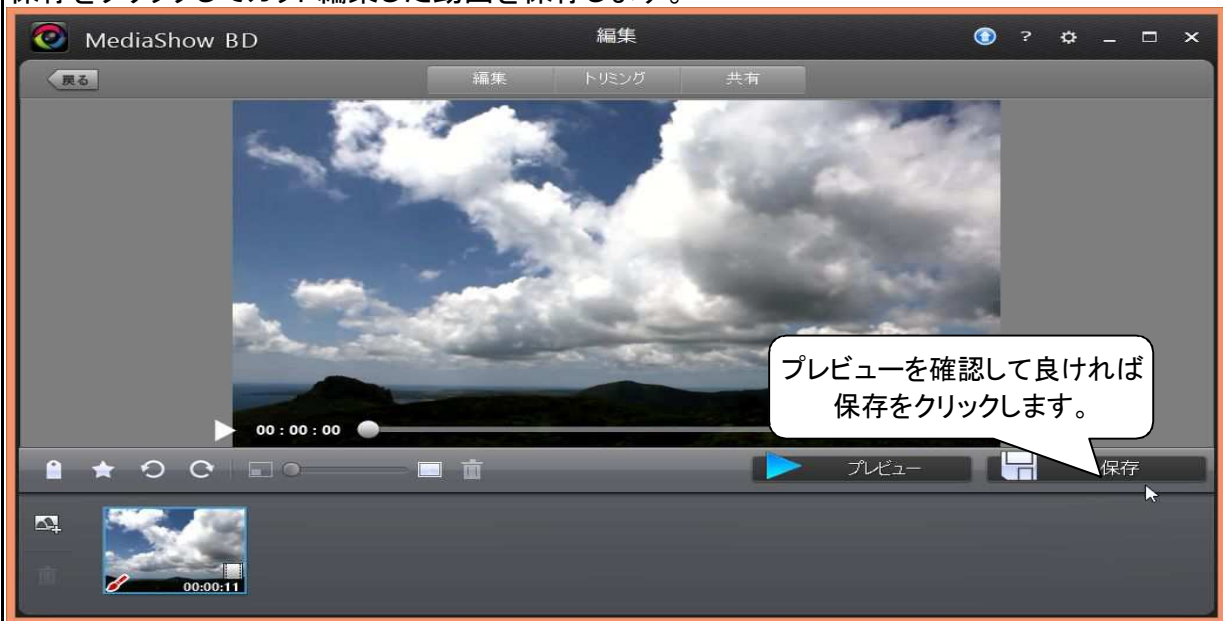 保存をクリックしてカット編集した動画を保存します。
MediaShow BD
編集
?
戻る
編集
トリミング
共有
プレビューを確認して良ければ
保存をクリックします。
00:00:00
プレビュー
保存
00:00:11